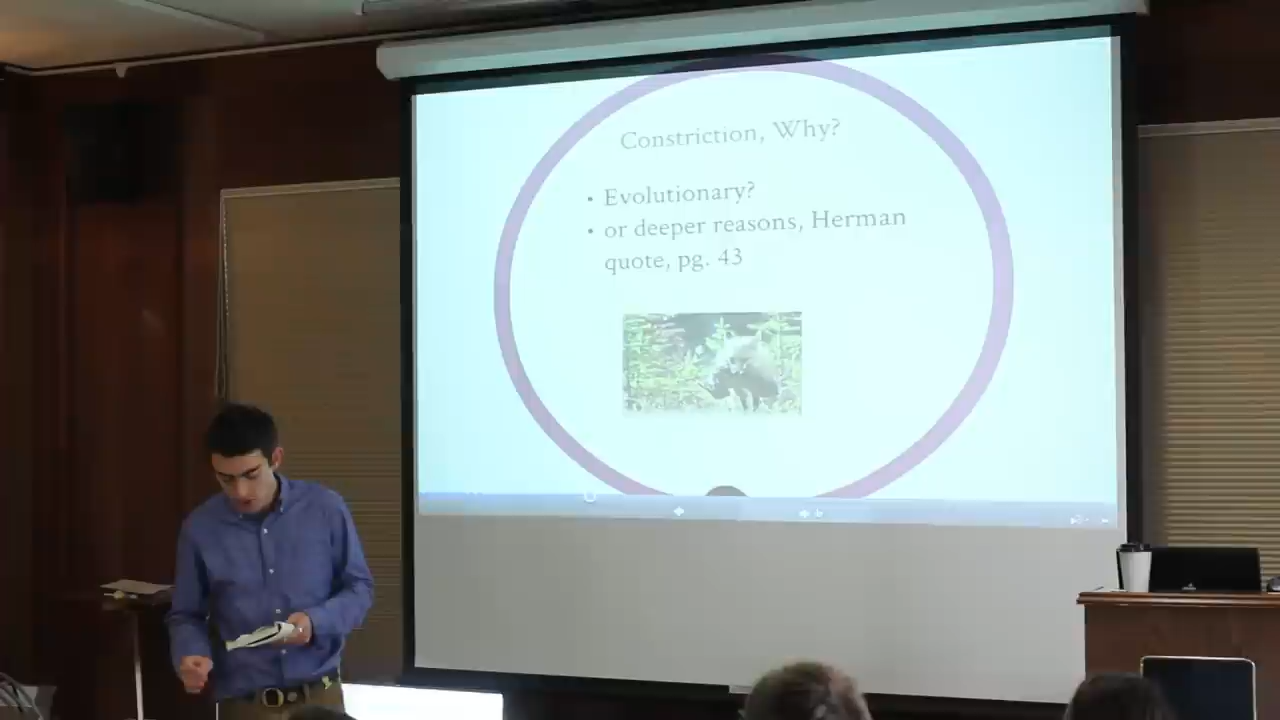 Constriction, Why?
• Evolutionary?
• or deeper reasons, Herman
quote, pg. 43